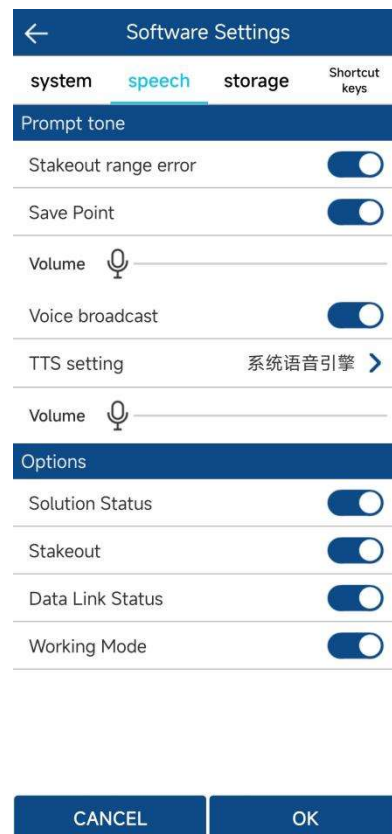 Software Settings
system speech storage Shortcut keys
Prompt tone
Stakeout range error
Save Point
Volume
Voice broadcast
TTS setting 系统语音引擎
Volume
Options
Solution Status
Stakeout
Data Link Status
Working Mode
CANCEL OK